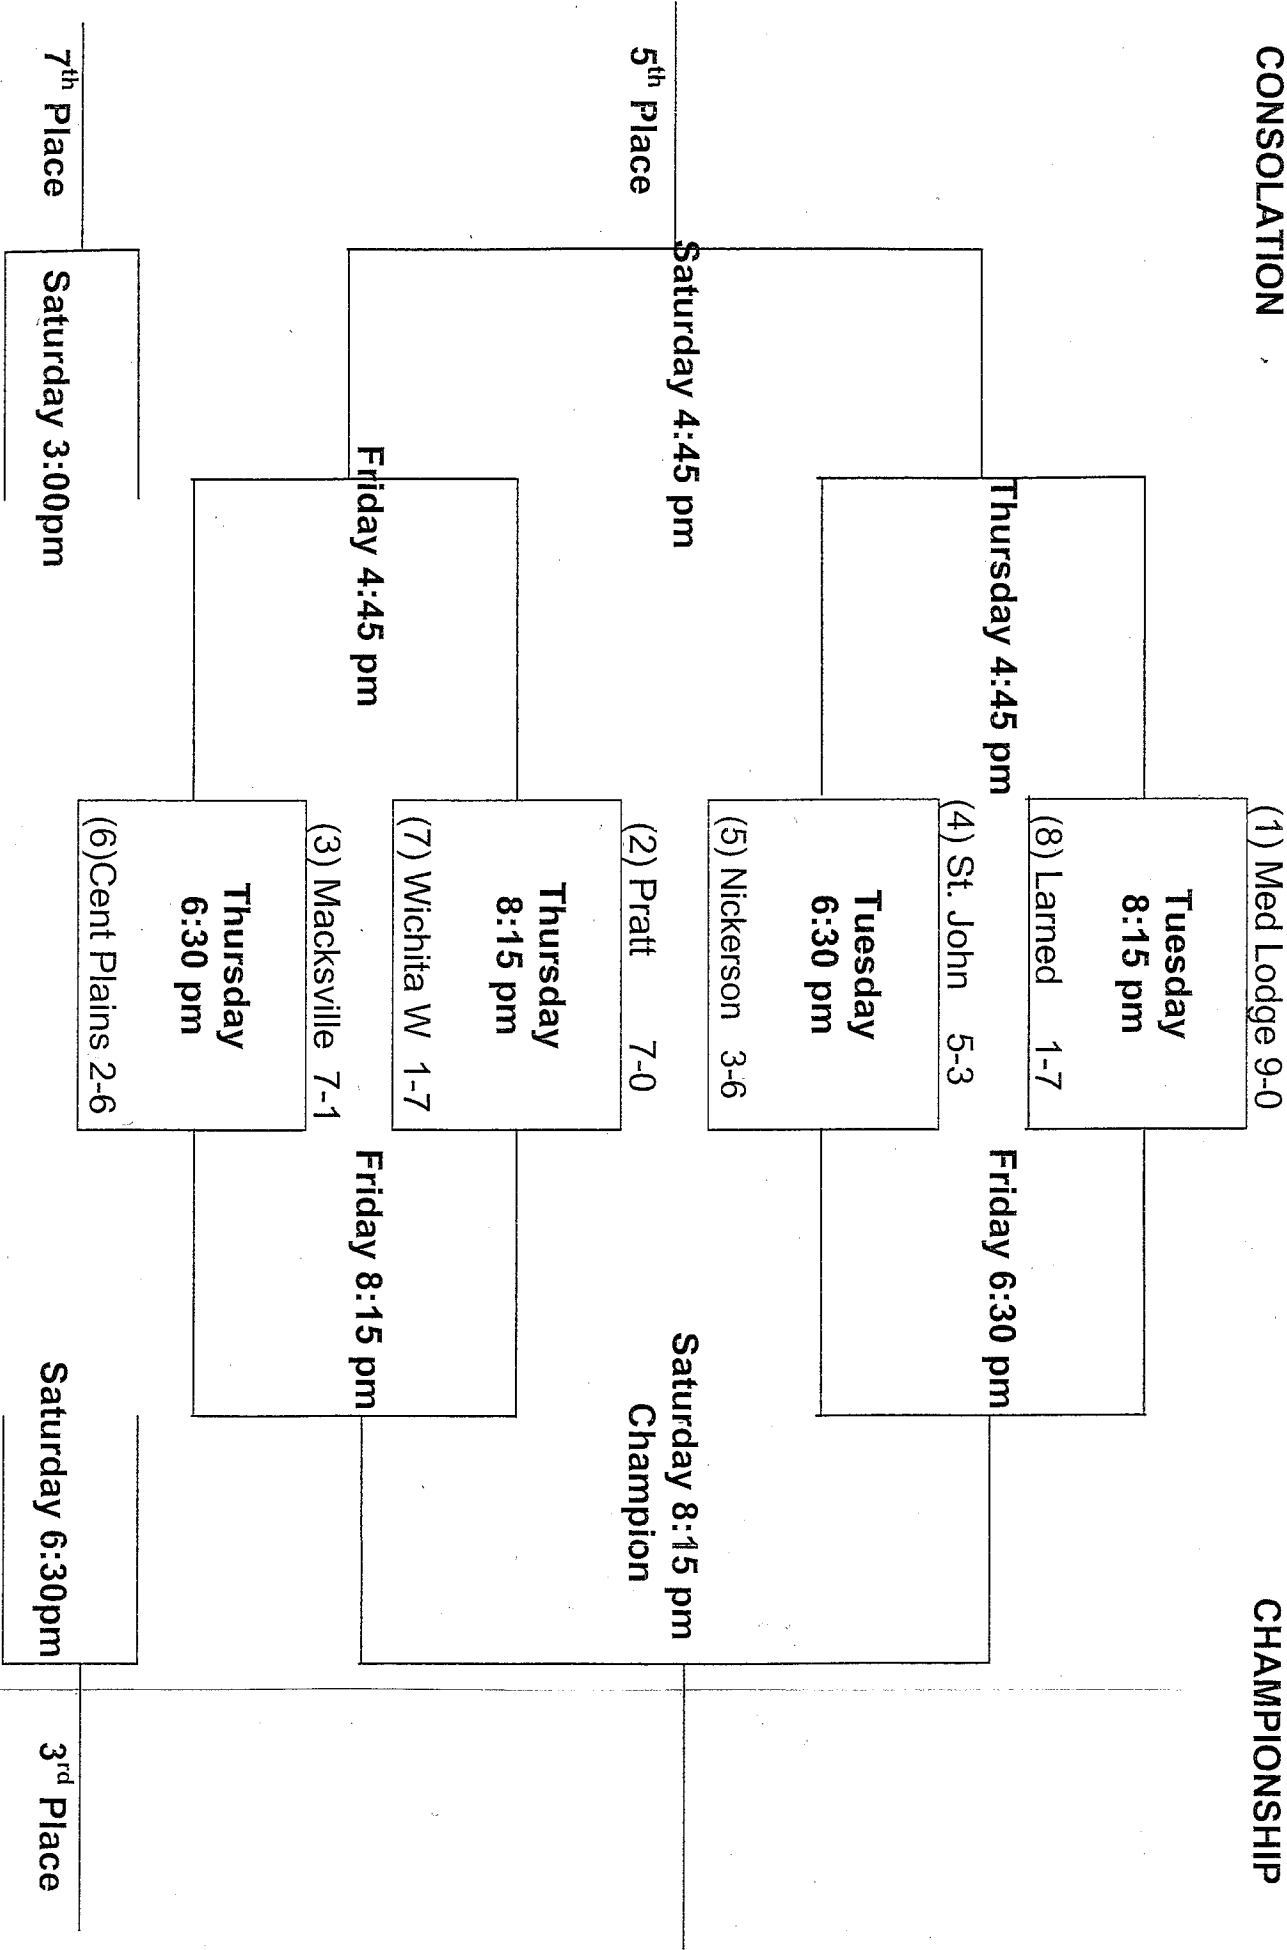 CONSOLATION
CHAMPIONSHIP
(1) Med Lodge 9-0
Tuesday
8:15 pm
(8) Larned 1-7
Thursday 4:45 pm
Friday 6:30 pm
(4) St. John 5-3
Tuesday
6:30 pm
(5) Nickerson 3-6
Saturday 4:45 pm
5th Place
Saturday 8:15 pm
Champion
(2) Pratt 7-0
Thursday
8:15 pm
(7) Wichita W 1-7
Friday 4:45 pm
Friday 8:15 pm
(3) Macksville 7-1
Thursday
6:30 pm
(6)Cent Plains 2-6
7th Place
Saturday 3:00pm
Saturday 6:30pm
3rd Place